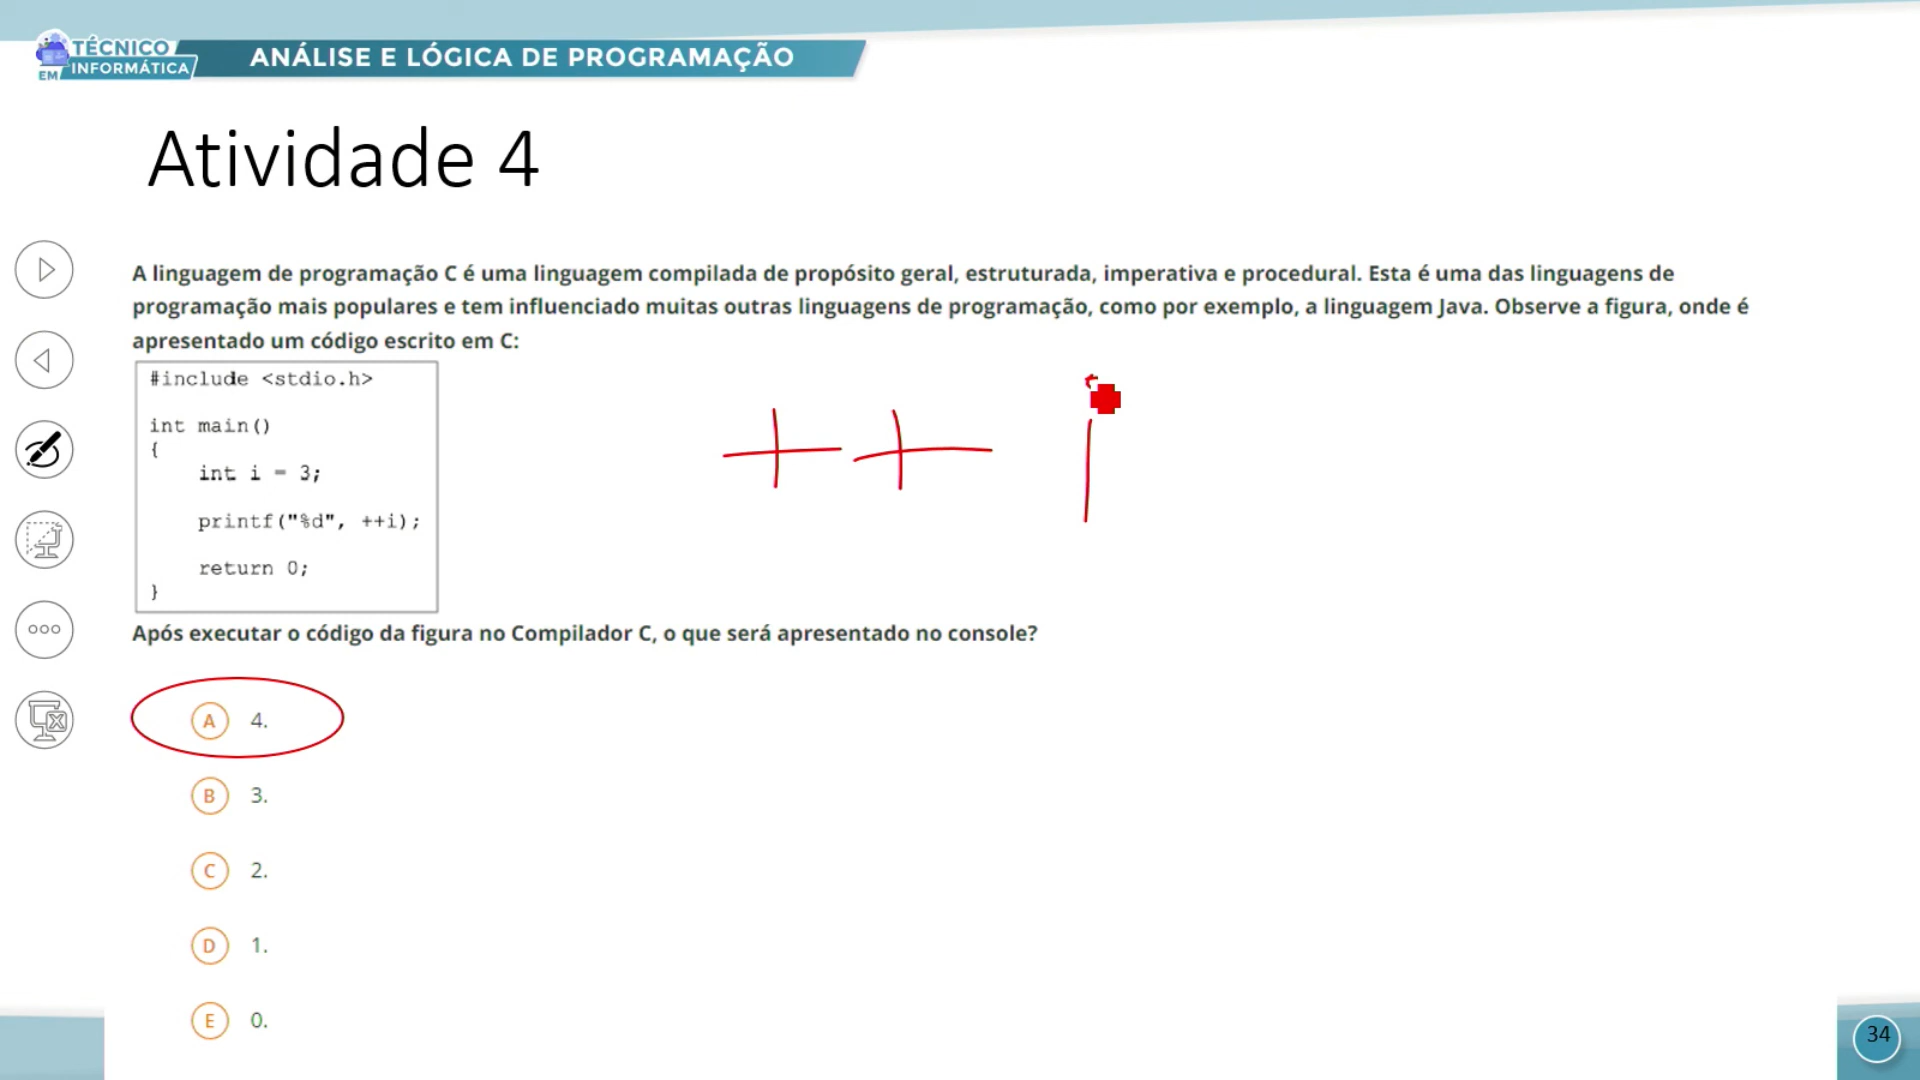 TÉCNICO
EM INFORMÁTICA
ANÁLISE E LÓGICA DE PROGRAMAÇÃO
Atividade 4
A linguagem de programação C é uma linguagem compilada de propósito geral, estruturada, imperativa e procedural. Esta é uma das linguagens de
programação mais populares e tem influenciado muitas outras linguagens de programação, como por exemplo, a linguagem Java. Observe a figura, onde é
apresentado um código escrito em C:
#include <stdio.h>
int main()
{
int i = 3;
printf("%d", ++i);
return 0;
}
++ i
Após executar o código da figura no Compilador C, o que será apresentado no console?
A 4.
B 3.
C 2.
D 1.
E 0.
34